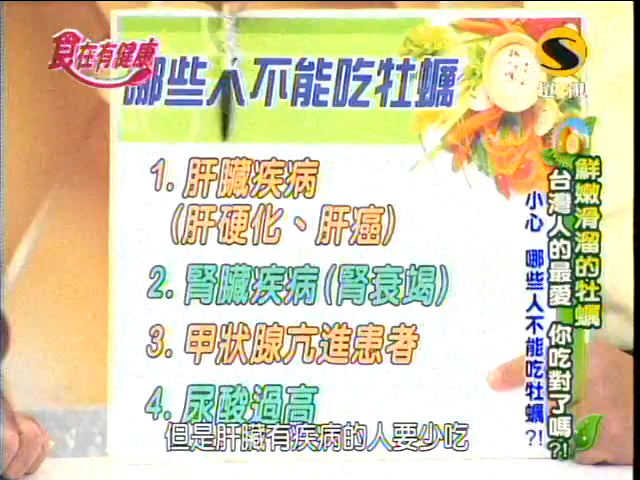 食在有健康
哪些人不能吃牡蠣
1. 肝臟疾病
(肝硬化、肝癌)
2. 腎臟疾病(腎衰竭)
3. 甲狀腺亢進患者
4. 尿酸過高
但是肝臟有疾病的人要少吃
鮮嫩滑溜的牡蠣
台灣人的最愛 你吃對了嗎?!
小心 哪些人不能吃牡蠣?!